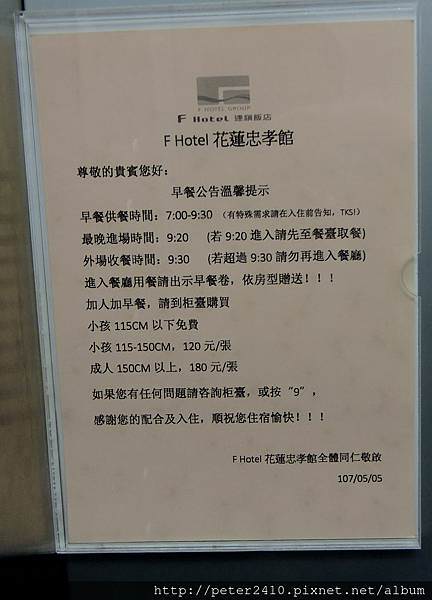 F HOTEL GROUP
F Hotel 連鎖飯店
F Hotel 花蓮忠孝館
尊敬的貴賓您好：
早餐公告溫馨提示
早餐供餐時間：7:00-9:30 （有特殊需求請在入住前告知，TKS!）
最晚進場時間：9:20 （若 9:20 進入請先至餐臺取餐）
外場收餐時間：9:30 （若超過 9:30 請勿再進入餐廳）
進入餐廳用餐請出示早餐卷，依房型贈送！！！
加人加早餐，請到柜臺購買
小孩 115CM 以下免費
小孩 115-150CM，120 元/張
成人 150CM 以上，180 元/張
如果您有任何問題請咨詢柜臺，或按“9”，
感謝您的配合及入住，順祝您住宿愉快！！！
F Hotel 花蓮忠孝館全體同仁敬啟
107/05/05
http://peter2410.pixnet.net/album